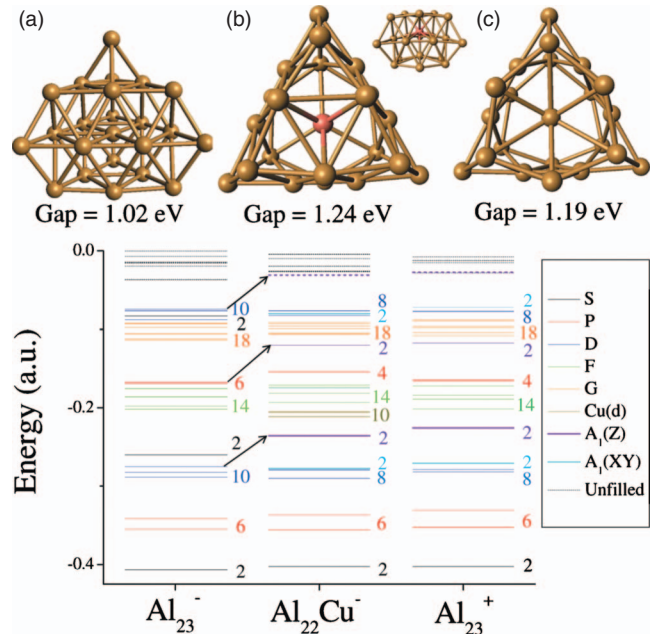 (a)
(b)
(c)
Gap = 1.02 eV
Gap = 1.24 eV
Gap = 1.19 eV
Energy (a.u.)
0.0
-0.2
-0.4
10
2
18
6
14
2
10
6
2
8
2
18
2
4
14
10
2
2
8
6
2
2
8
18
2
4
14
2
2
8
6
2
S
P
D
F
G
Cu(d)
A₁(Z)
A₁(XY)
Unfilled
Al₂₃⁻
Al₂₂Cu⁻
Al₂₃⁺